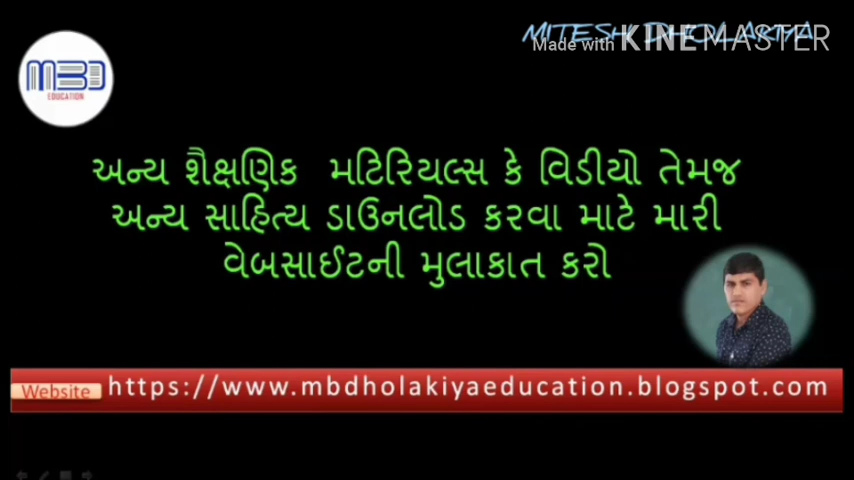 MITESH DHOLAKIYA
Made with KINEMASTER
MBD
EDUCATION
અન્ય શૈક્ષણિક મટિરિયલ્સ કે વિડીયો તેમજ
અન્ય સાહિત્ય ડાઉનલોડ કરવા માટે મારી
વેબસાઈટની મુલાકાત કરો
Website https://www.mbdholakiyaeducation.blogspot.com